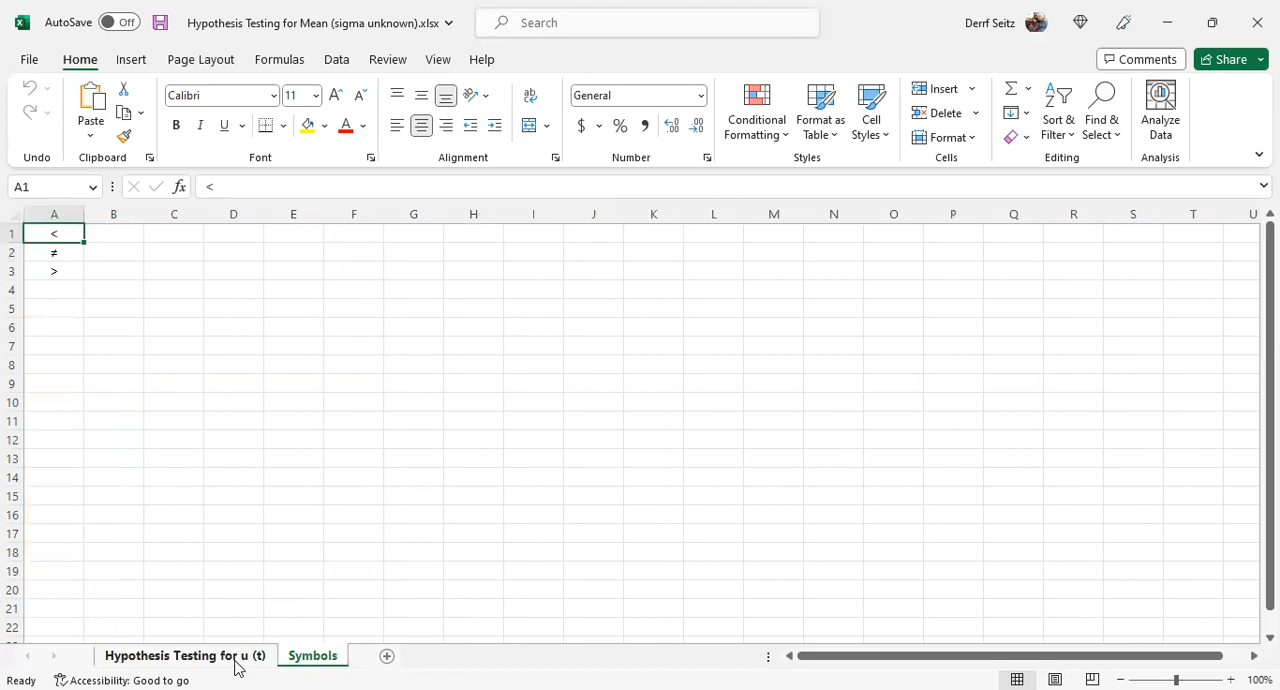 AutoSave Off Hypothesis Testing for Mean (sigma unknown).xlsx Search Derrf Seitz
File Home Insert Page Layout Formulas Data Review View Help Comments Share
Calibri 11 General
Paste Conditional Formatting Format as Table Cell Styles Insert Delete Format Sort & Filter Find & Select Analyze Data
Undo Clipboard Font Alignment Number Styles Cells Editing Analysis
A1 fx <
A B C D E F G H I J K L M N O P Q R S T U
1 <
2 ≠
3 >
4
5
6
7
8
9
10
11
12
13
14
15
16
17
18
19
20
21
22
Hypothesis Testing for u (t) Symbols
Ready Accessibility: Good to go 100%